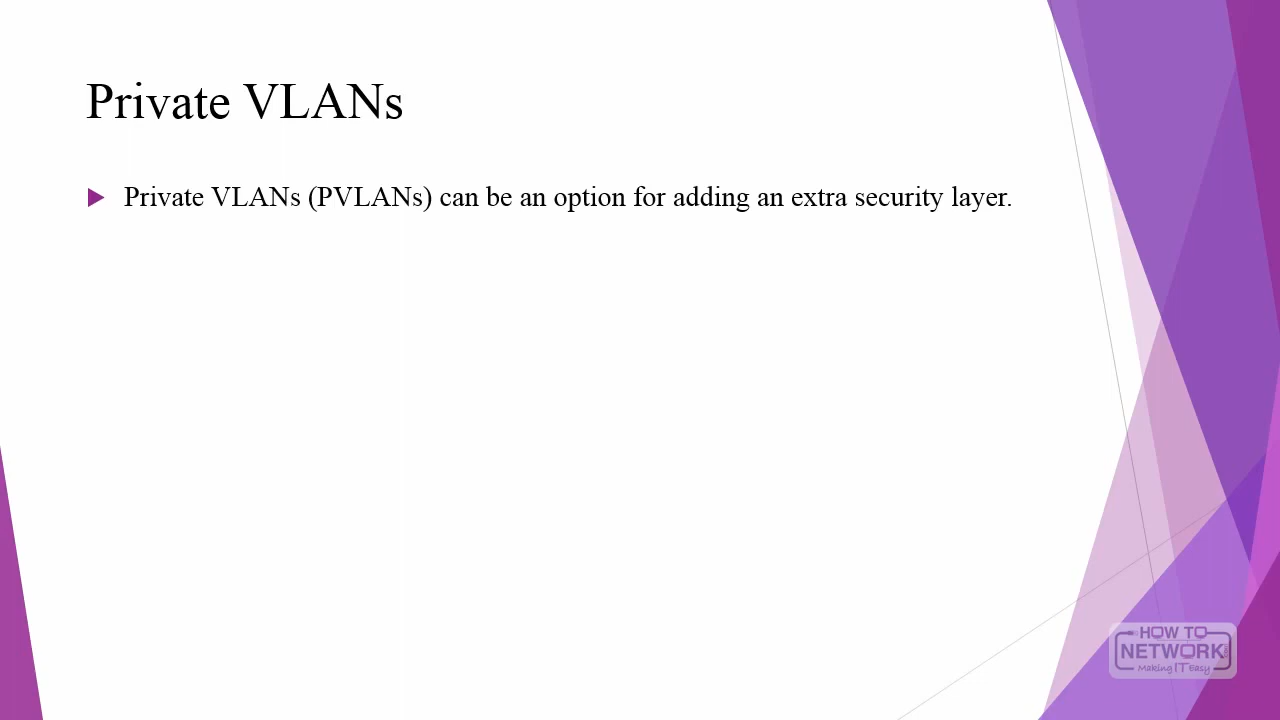 Private VLANs
Private VLANs (PVLANs) can be an option for adding an extra security layer.
HOW TO
NETWORK
Making IT Easy